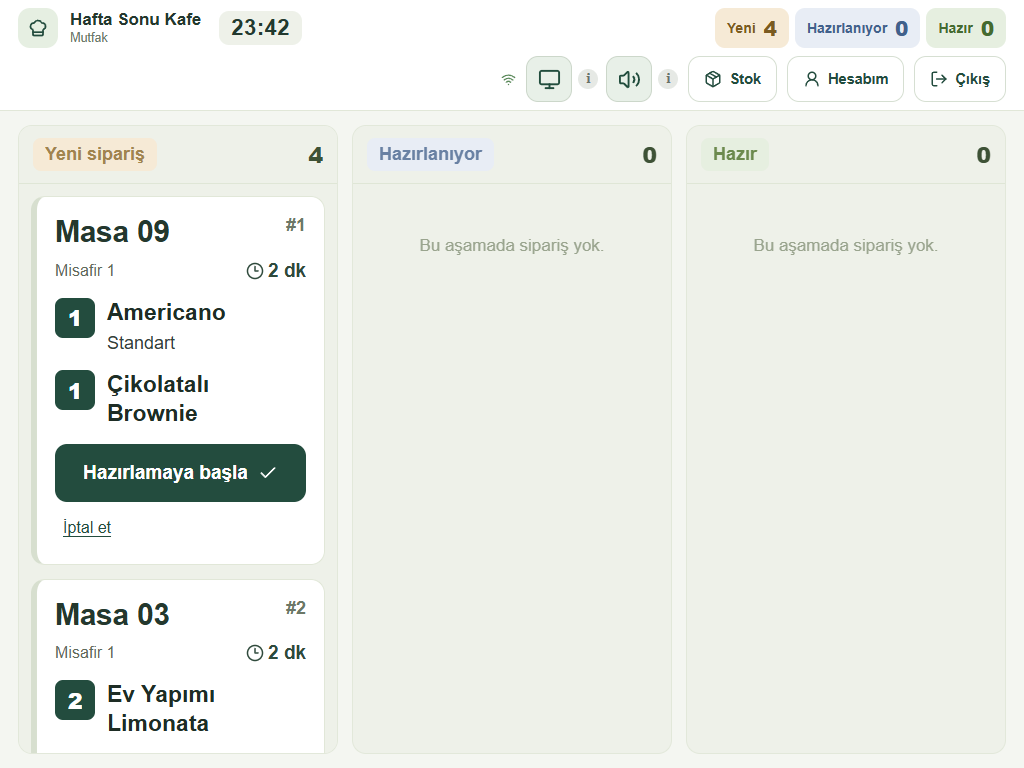 Hafta Sonu Kafe
Mutfak
23:42
Yeni 4
Hazırlanıyor 0
Hazır 0
i
i
Stok
Hesabım
Çıkış
Yeni sipariş 4
Masa 09 #1
Misafir 1 2 dk
1 Americano
Standart
1 Çikolatalı
Brownie
Hazırlamaya başla
İptal et
Masa 03 #2
Misafir 1 2 dk
2 Ev Yapımı
Limonata
Hazırlanıyor 0
Bu aşamada sipariş yok.
Hazır 0
Bu aşamada sipariş yok.